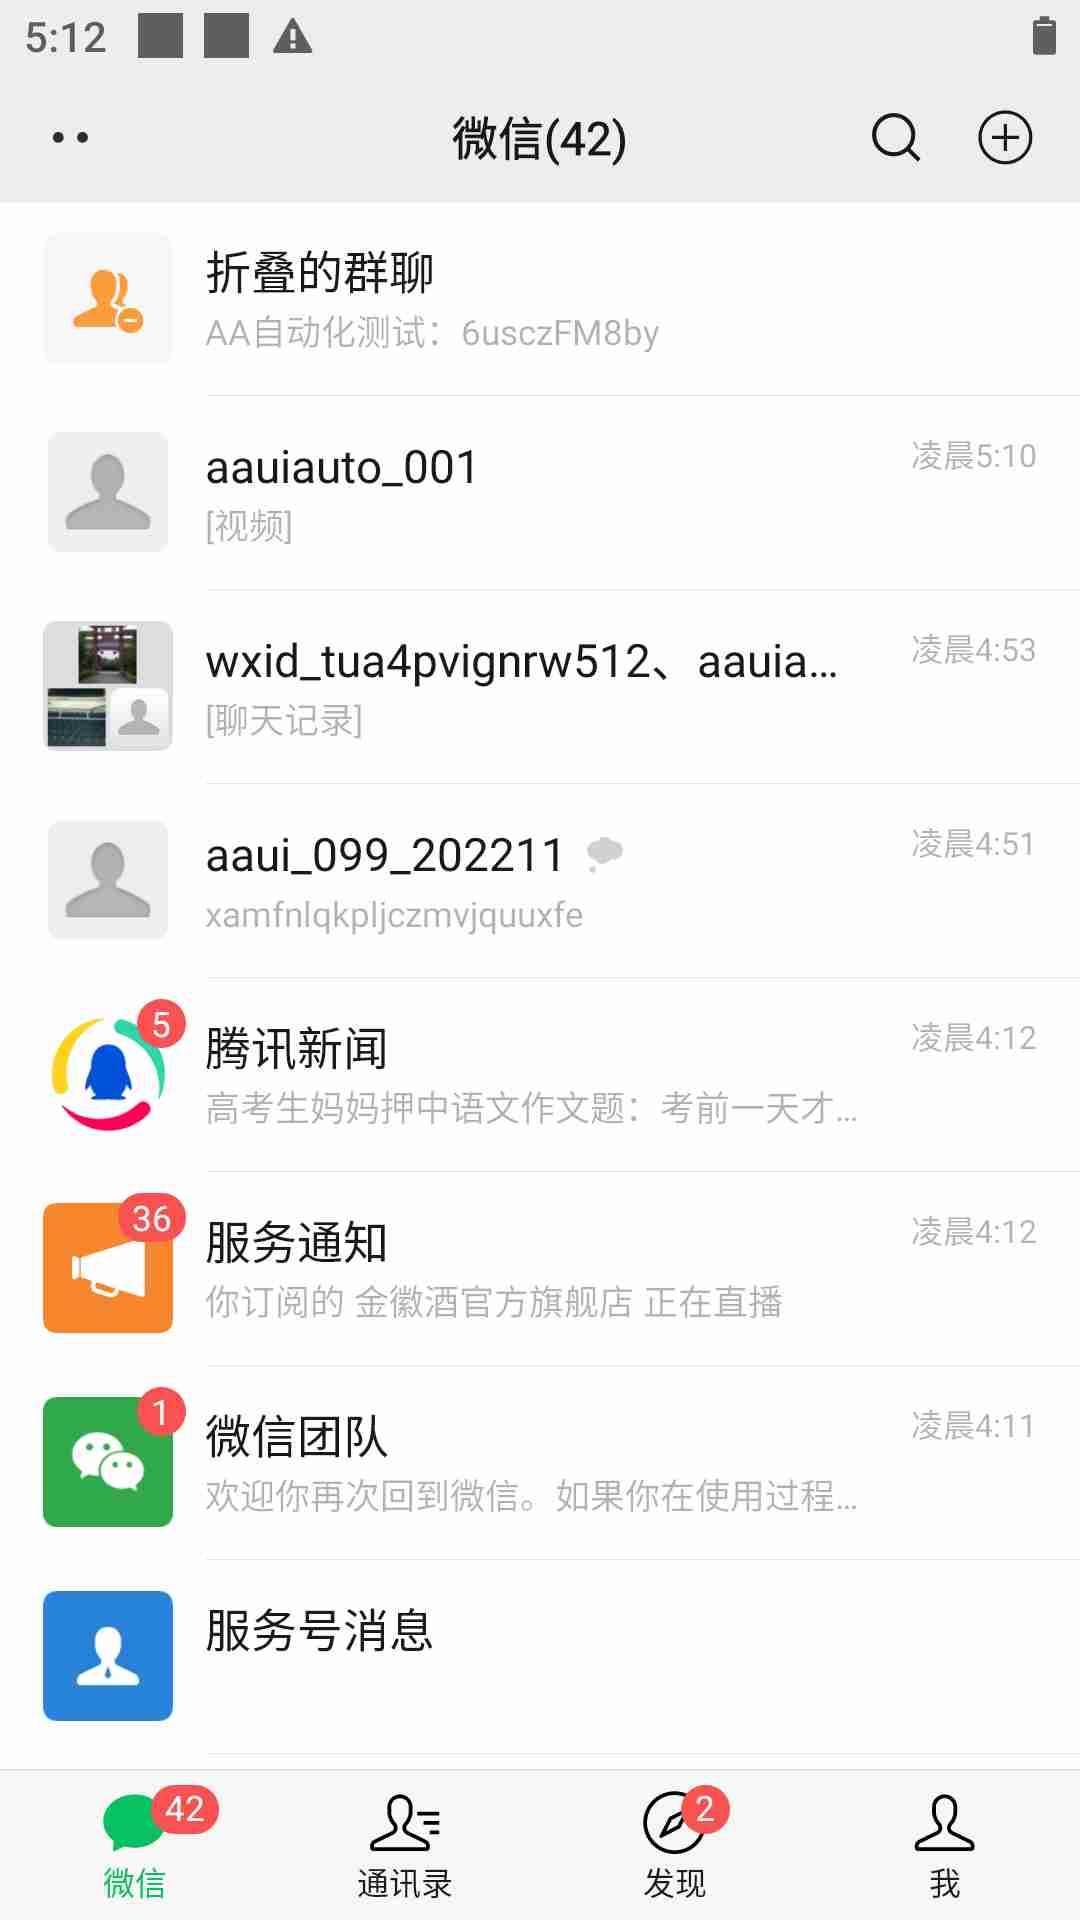 5:12
微信(42)
折叠的群聊
AA自动化测试：6usczFM8by
aauiauto_001
凌晨5:10
[视频]
wxid_tua4pvignrw512、aauia...
凌晨4:53
[聊天记录]
aaui_099_202211
凌晨4:51
xamfnlqkpljczmvjquuxfe
5
腾讯新闻
凌晨4:12
高考生妈妈押中语文作文题：考前一天才...
36
服务通知
凌晨4:12
你订阅的 金徽酒官方旗舰店 正在直播
1
微信团队
凌晨4:11
欢迎你再次回到微信。如果你在使用过程...
服务号消息
42
2
微信
通讯录
发现
我